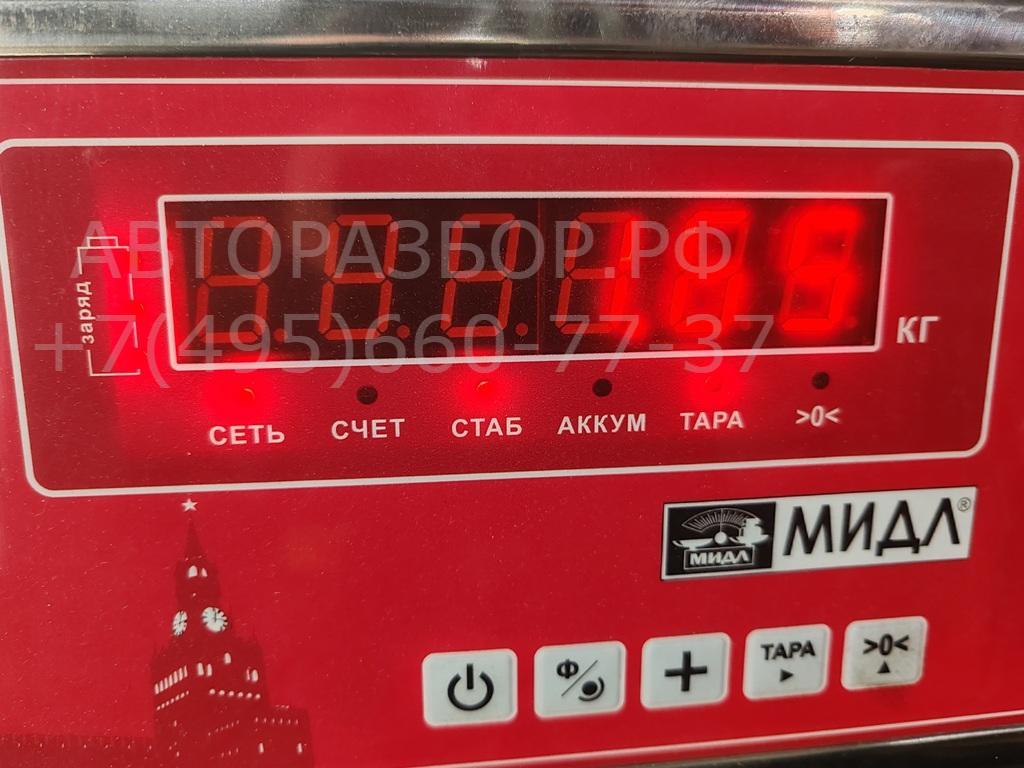 АВТОРАЗБОР.РФ
+7(495)660-77-37
заряд
КГ
СЕТЬ СЧЕТ СТАБ АККУМ ТАРА >0<
МИДЛ МИДЛ®
Ф ТАРА >0<